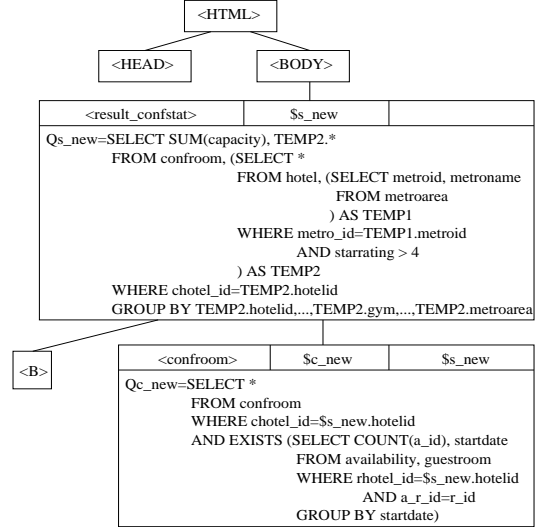 <HTML>
<HEAD>
<BODY>
<result_confstat> $s_new
Qs_new=SELECT SUM(capacity), TEMP2.*
FROM confroom, (SELECT *
FROM hotel, (SELECT metroid, metroname
FROM metroarea
) AS TEMP1
WHERE metro_id=TEMP1.metroid
AND starrating > 4
) AS TEMP2
WHERE chotel_id=TEMP2.hotelid
GROUP BY TEMP2.hotelid,...,TEMP2.gym,...,TEMP2.metroarea
<B>
<confroom> $c_new $s_new
Qc_new=SELECT *
FROM confroom
WHERE chotel_id=$s_new.hotelid
AND EXISTS (SELECT COUNT(a_id), startdate
FROM availability, guestroom
WHERE rhotel_id=$s_new.hotelid
AND a_r_id=r_id
GROUP BY startdate)